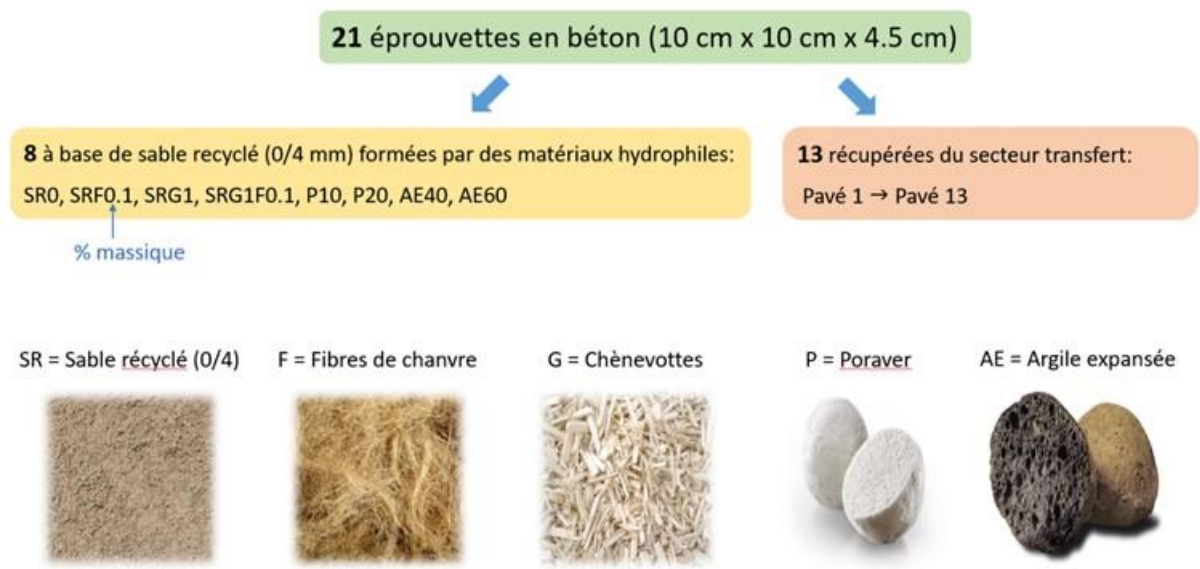 21 éprouvettes en béton (10 cm x 10 cm x 4.5 cm)
8 à base de sable recyclé (0/4 mm) formées par des matériaux hydrophiles:
SR0, SRF0.1, SRG1, SRG1F0.1, P10, P20, AE40, AE60
% massique
13 récupérées du secteur transfert:
Pavé 1 → Pavé 13
SR = Sable récyclé (0/4)
F = Fibres de chanvre
G = Chènevottes
P = Poraver
AE = Argile expansée